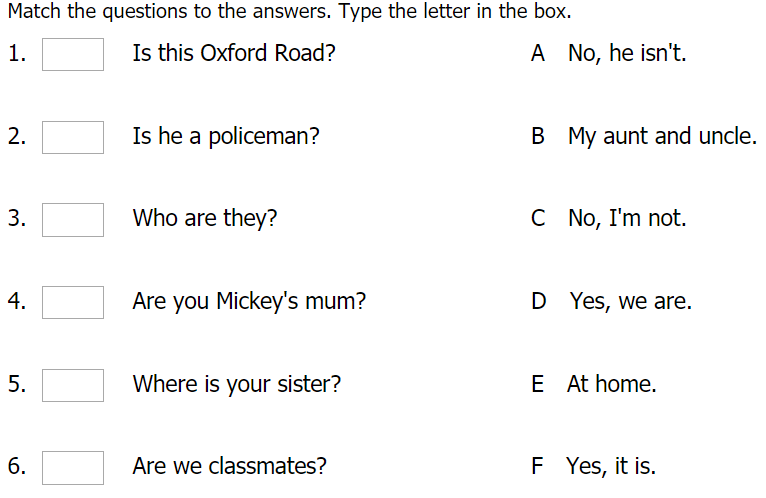 Match the questions to the answers. Type the letter in the box.
1. Is this Oxford Road? A No, he isn't.
2. Is he a policeman? B My aunt and uncle.
3. Who are they? C No, I'm not.
4. Are you Mickey's mum? D Yes, we are.
5. Where is your sister? E At home.
6. Are we classmates? F Yes, it is.